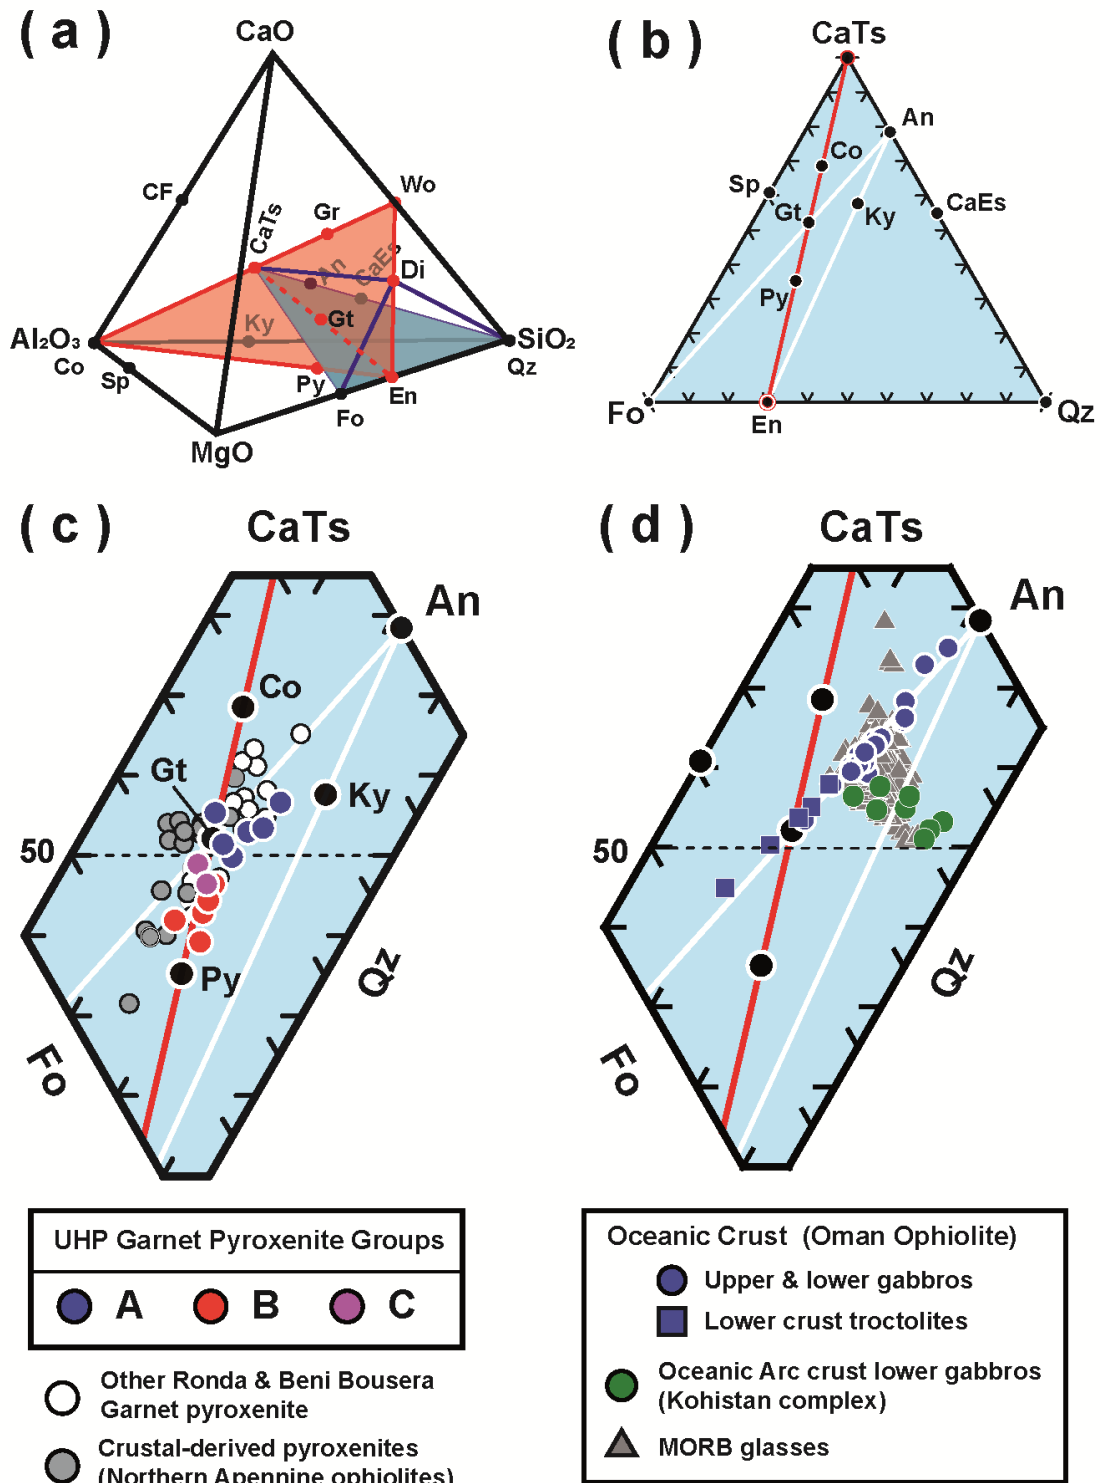 ( a )
CaO
CF
Wo
Gr
CaTs
An
CaEs
Di
Al₂O₃
Co
Ky
Gt
SiO₂
Qz
Sp
Py
En
Fo
MgO
( b )
CaTs
An
Co
Sp
CaEs
Gt
Ky
Py
Fo
Qz
En
( c )
CaTs
An
Co
Gt
Ky
50
Py
Qz
Fo
( d )
CaTs
An
50
Qz
Fo
UHP Garnet Pyroxenite Groups
A B C
Other Ronda & Beni Bousera
Garnet pyroxenite
Crustal-derived pyroxenites
(Northern Apennine ophiolites)
Oceanic Crust (Oman Ophiolite)
Upper & lower gabbros
Lower crust troctolites
Oceanic Arc crust lower gabbros
(Kohistan complex)
MORB glasses